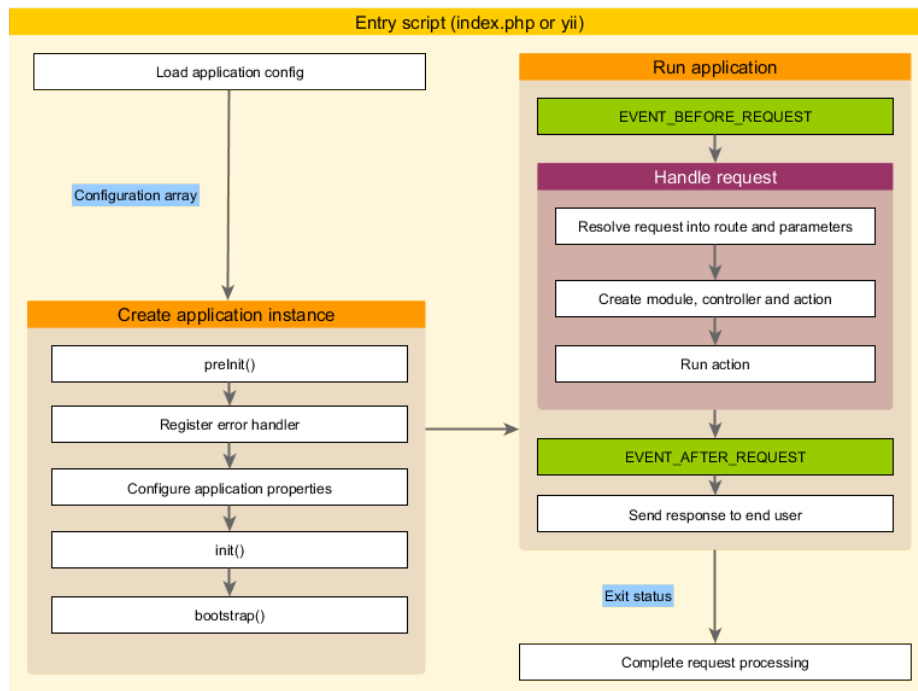 Entry script (index.php or yii)
Load application config
Configuration array
Create application instance
preInit()
Register error handler
Configure application properties
init()
bootstrap()
Run application
EVENT_BEFORE_REQUEST
Handle request
Resolve request into route and parameters
Create module, controller and action
Run action
EVENT_AFTER_REQUEST
Send response to end user
Exit status
Complete request processing